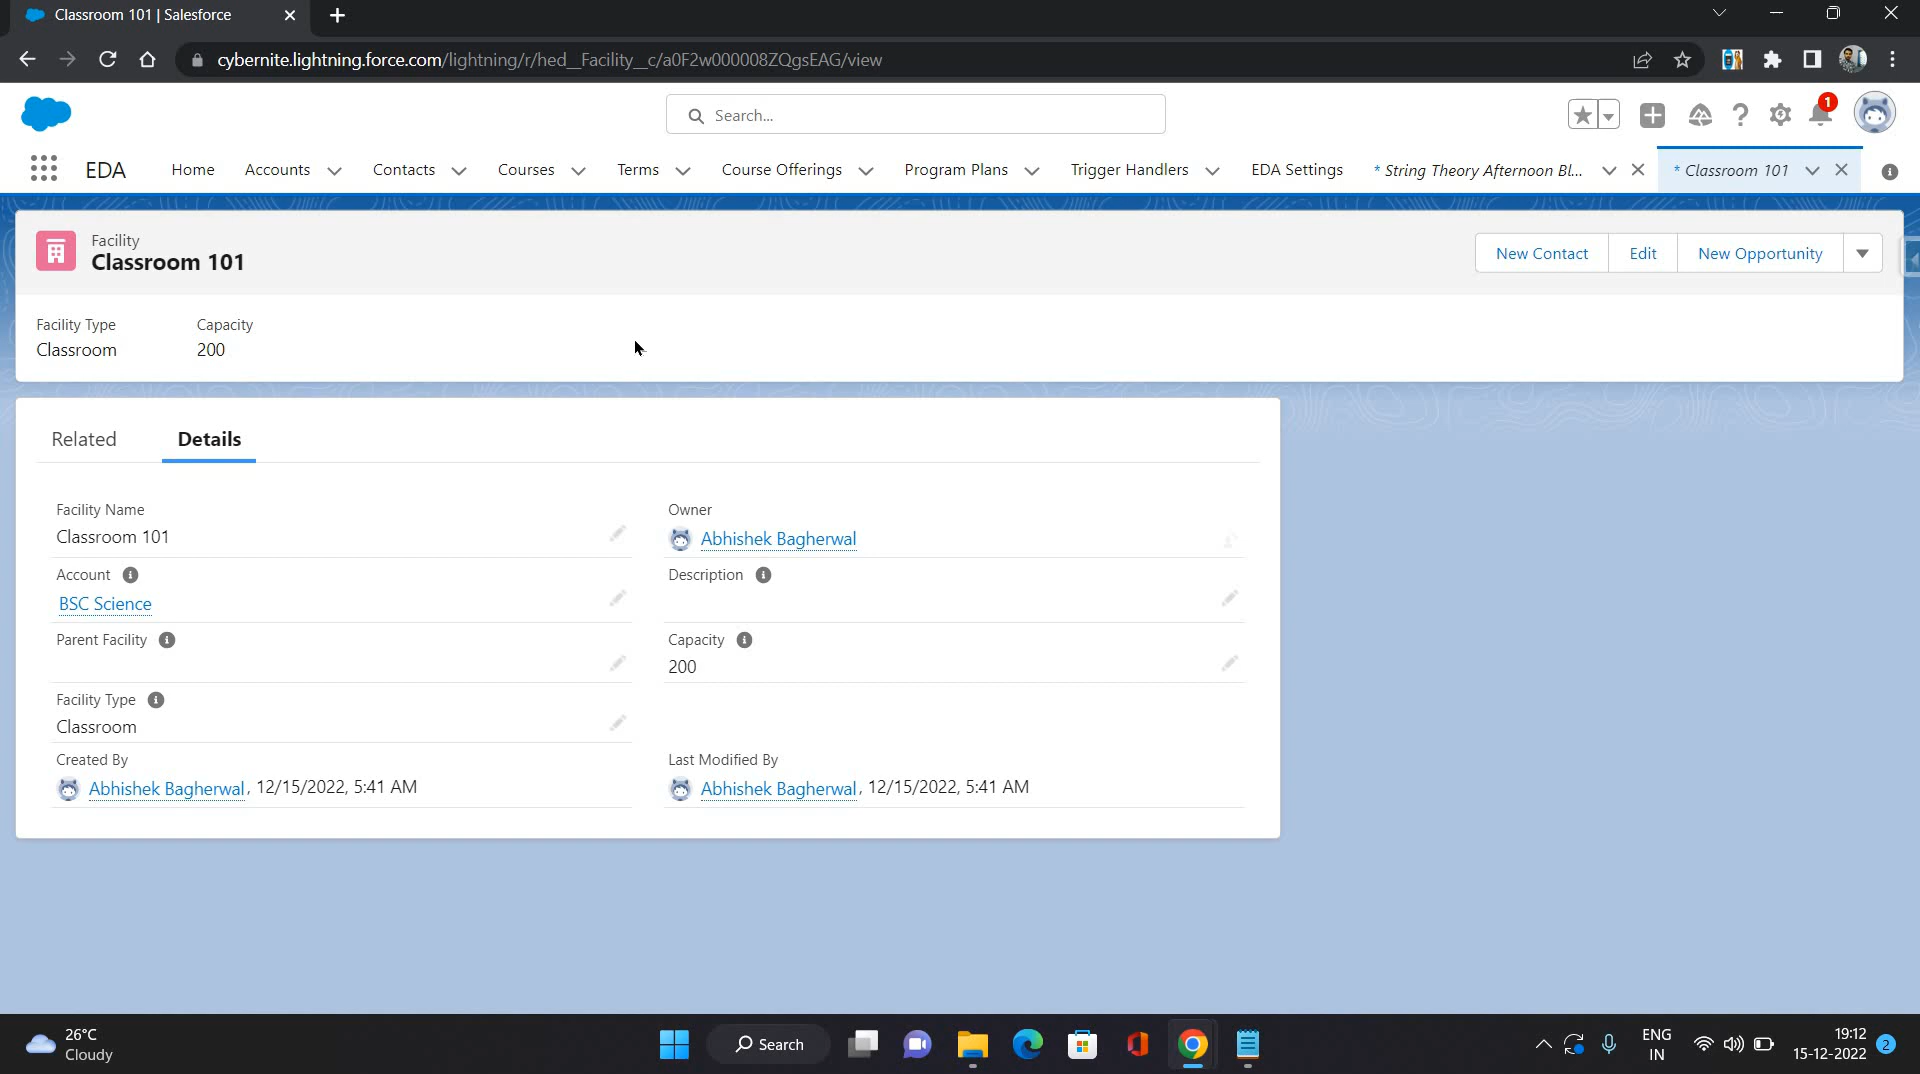 Classroom 101 | Salesforce
cybernite.lightning.force.com/lightning/r/hed__Facility__c/a0F2w000008ZQgsEAG/view
Search...
1
EDA
Home
Accounts
Contacts
Courses
Terms
Course Offerings
Program Plans
Trigger Handlers
EDA Settings
* String Theory Afternoon Bl...
* Classroom 101
Facility
Classroom 101
New Contact
Edit
New Opportunity
Facility Type
Classroom
Capacity
200
Related
Details
Facility Name
Classroom 101
Owner
Abhishek Bagherwal
Account
BSC Science
Description
Parent Facility
Capacity
200
Facility Type
Classroom
Created By
Abhishek Bagherwal, 12/15/2022, 5:41 AM
Last Modified By
Abhishek Bagherwal, 12/15/2022, 5:41 AM
26°C
Cloudy
Search
ENG
IN
19:12
15-12-2022
2